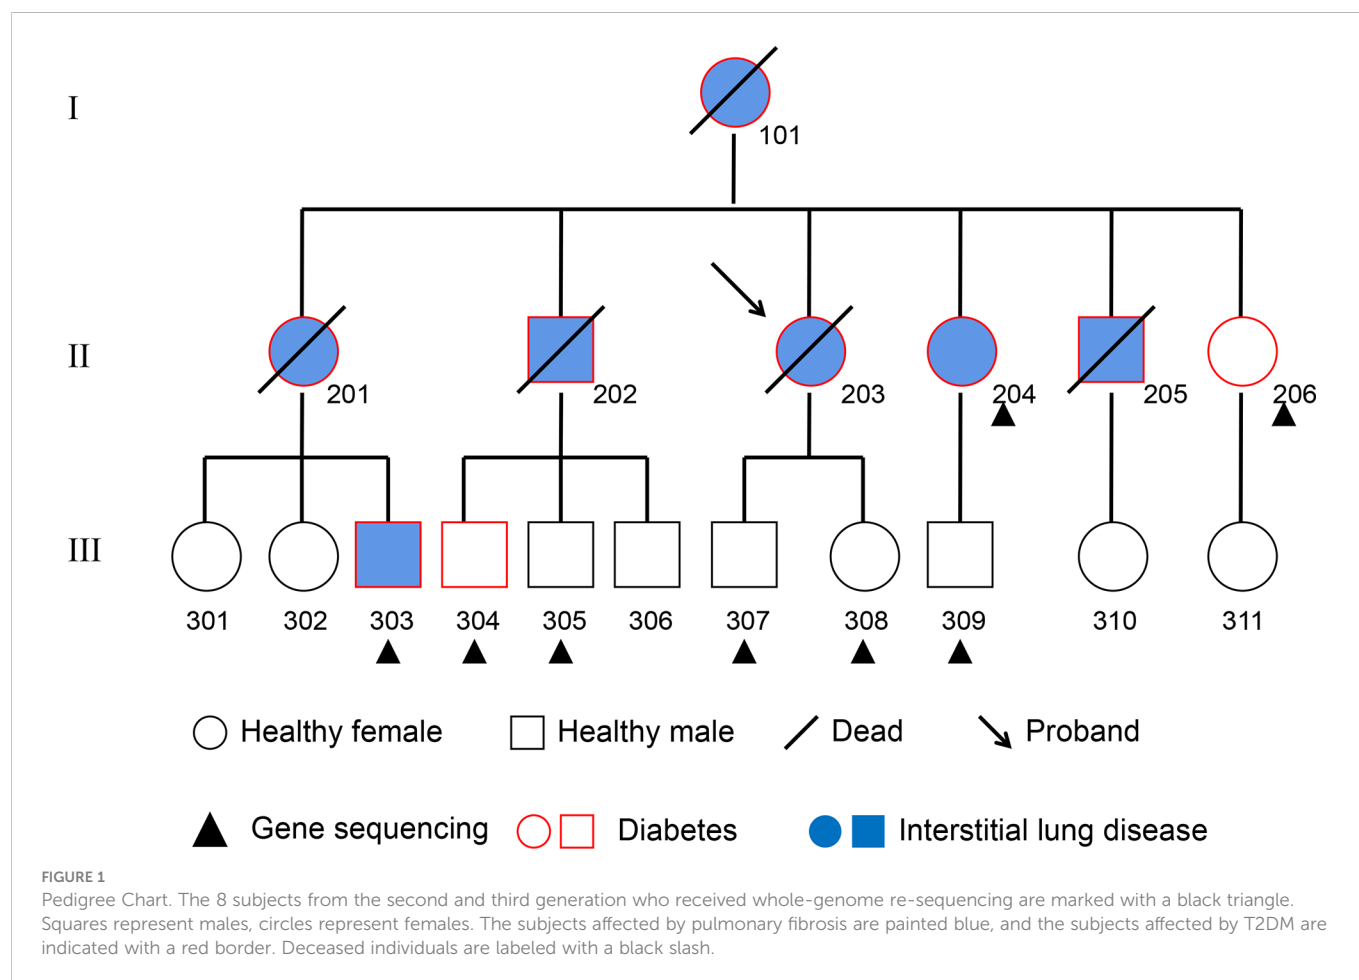 I
101
II
201
202
203
204
205
206
III
301
302
303
304
305
306
307
308
309
310
311
Healthy female
Healthy male
Dead
Proband
Gene sequencing
Diabetes
Interstitial lung disease
FIGURE 1
Pedigree Chart. The 8 subjects from the second and third generation who received whole-genome re-sequencing are marked with a black triangle.
Squares represent males, circles represent females. The subjects affected by pulmonary fibrosis are painted blue, and the subjects affected by T2DM are
indicated with a red border. Deceased individuals are labeled with a black slash.